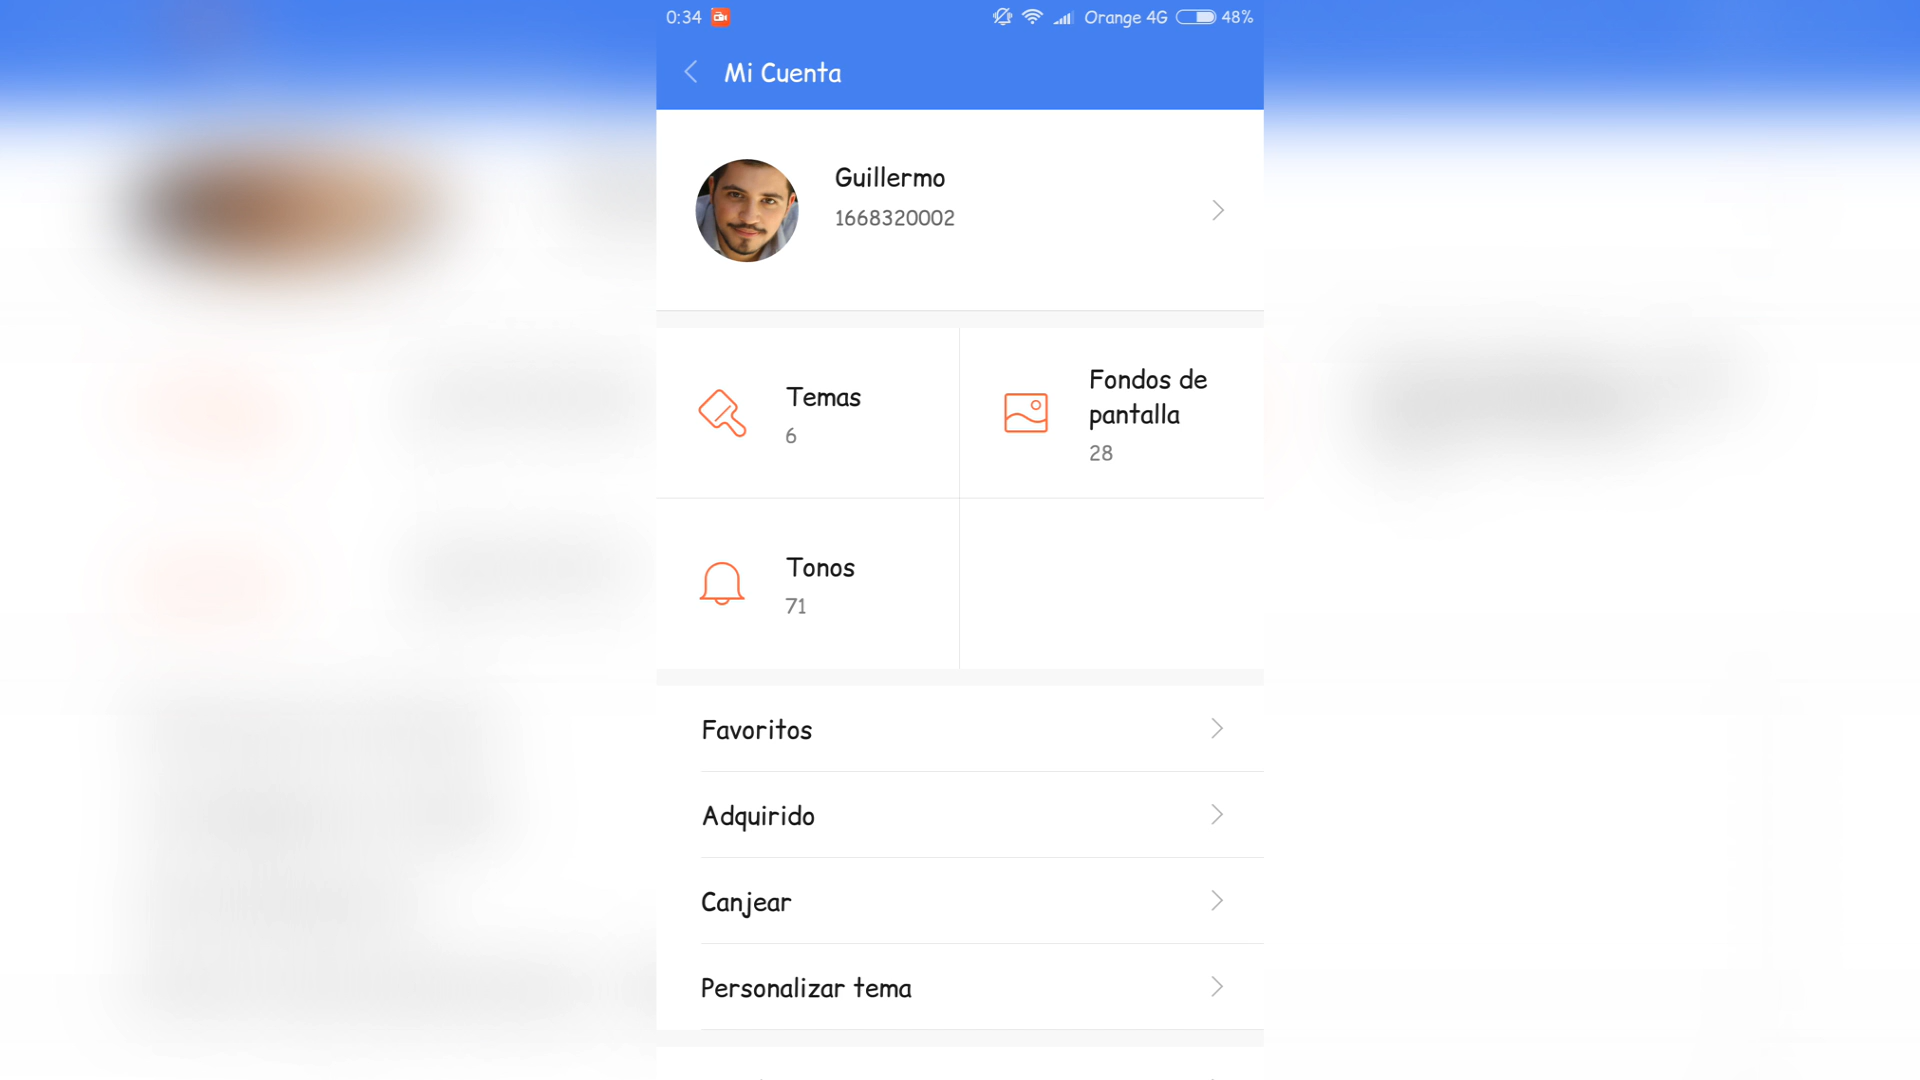 0:34 Orange 4G 48%
Mi Cuenta
Guillermo
1668320002
Temas
6
Fondos de
pantalla
28
Tonos
71
Favoritos
Adquirido
Canjear
Personalizar tema